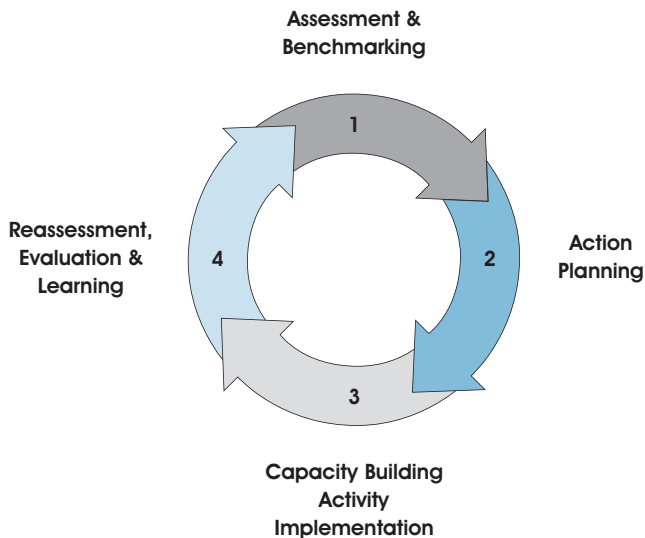 Assessment &
Benchmarking
1
Reassessment,
Evaluation &
Learning
4
2
Action
Planning
3
Capacity Building
Activity
Implementation